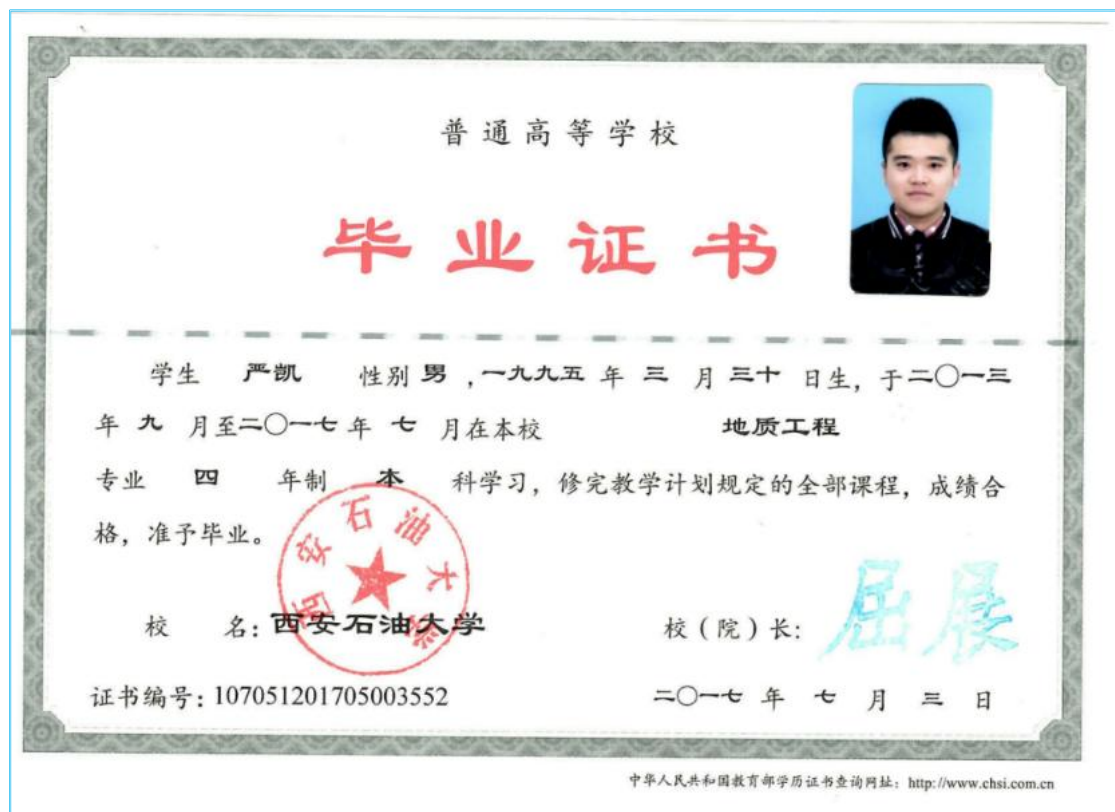 普通高等学校
毕业证书
学生 严凯 性别 男 ，一九九五 年 三 月 三十 日生，于二〇一三
年 九 月至二〇一七 年 七 月在本校 地质工程
专业 四 年制 本 科学习，修完教学计划规定的全部课程，成绩合
格，准予毕业。
西安石油大学
校 名：西安石油大学 校（院）长：屈展
证书编号：107051201705003552 二〇一七 年 七 月 三 日
中华人民共和国教育部学历证书查询网址：http://www.chsi.com.cn